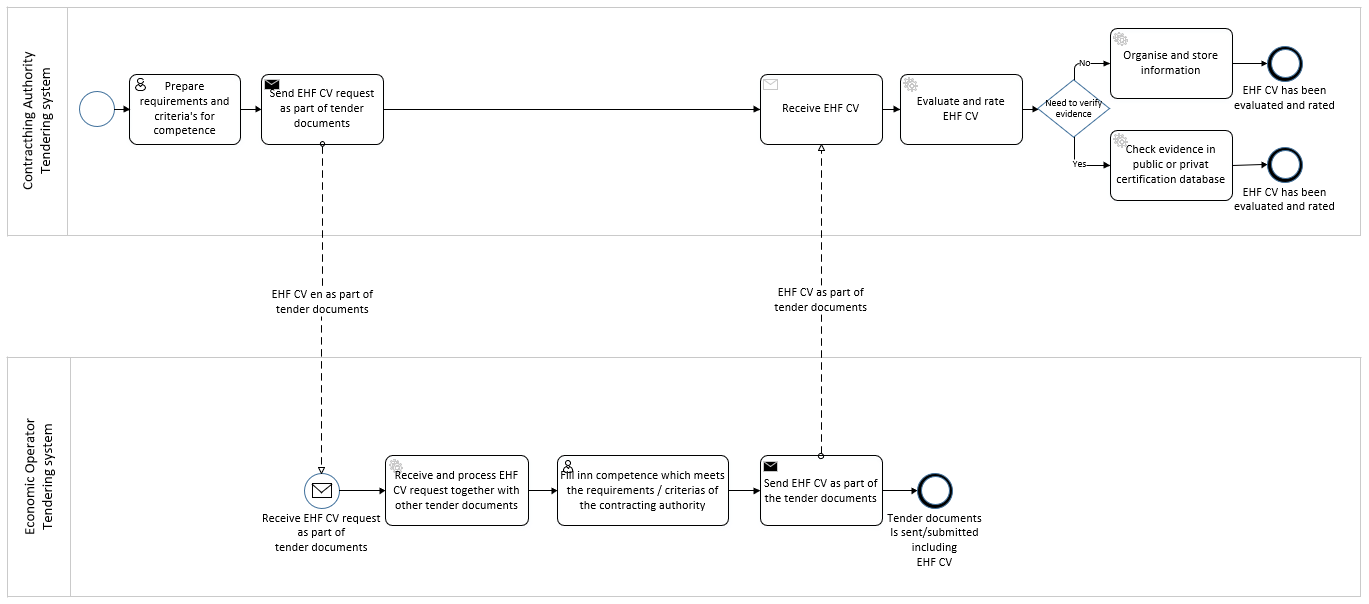 Contracthing Authority
Tendering system
Prepare
requirements and
criteria's for
competence
Send EHF CV request
as part of tender
documents
Receive EHF CV
Evaluate and rate
EHF CV
Need to verify
evidence
No
Organise and store
information
EHF CV has been
evaluated and rated
Yes
Check evidence in
public or privat
certification database
EHF CV has been
evaluated and rated
EHF CV en as part of
tender documents
EHF CV as part of
tender documents
Economic Operator
Tendering system
Receive EHF CV request
as part of
tender documents
Receive and process EHF
CV request together with
other tender documents
Fill inn competence which meets
the requirements / criterias of
the contracting authority
Send EHF CV as part of
the tender documents
Tender documents
Is sent/submitted
including
EHF CV